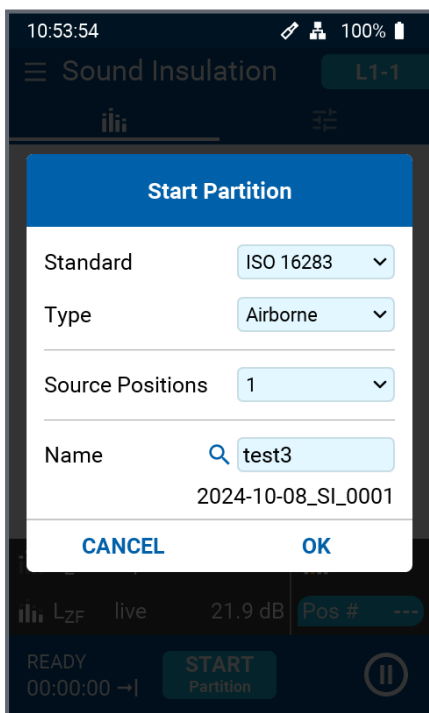 10:53:54 100%
Sound Insulation L1-1
Start Partition
Standard ISO 16283
Type Airborne
Source Positions 1
Name test3
2024-10-08_SI_0001
CANCEL OK
LZF live 21.9 dB Pos # ---
READY START
00:00:00 Partition